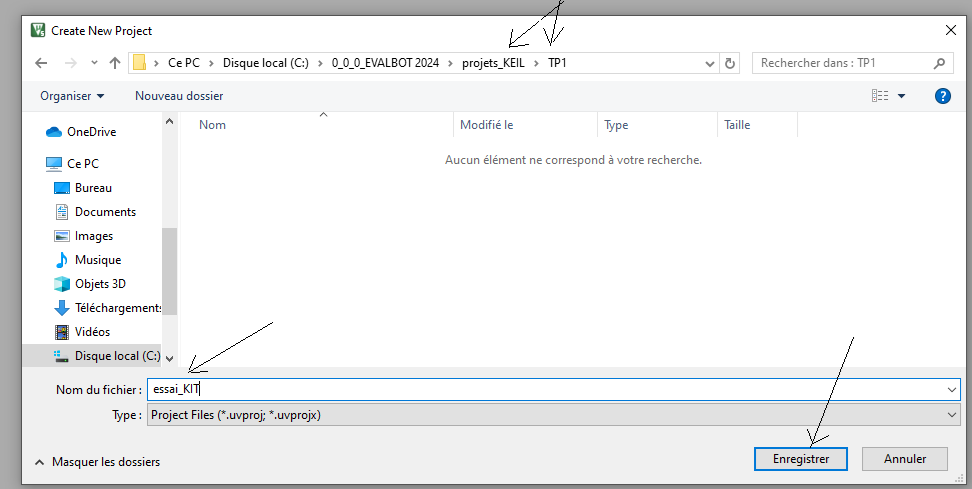 Create New Project
Ce PC > Disque local (C:) > 0_0_0_EVALBOT 2024 > projets_KEIL > TP1
Rechercher dans : TP1
Organiser
Nouveau dossier
?
OneDrive
Ce PC
Bureau
Documents
Images
Musique
Objets 3D
Téléchargements
Vidéos
Disque local (C:)
Nom
Modifié le
Type
Taille
Aucun élément ne correspond à votre recherche.
Nom du fichier : essai_KIT
Type : Project Files (*.uvproj; *.uvprojx)
Masquer les dossiers
Enregistrer
Annuler